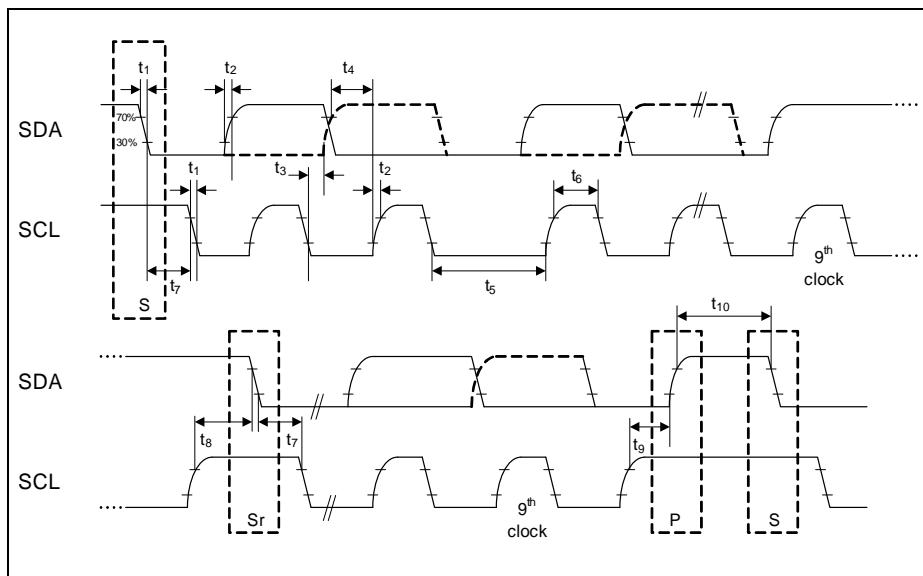 t1 t2 t4
SDA 70%
30%
t1 t3 t2 t6
SCL
t7 t5 9th
S clock
t10
SDA
t8 t7 t9
SCL
Sr 9th P S
clock